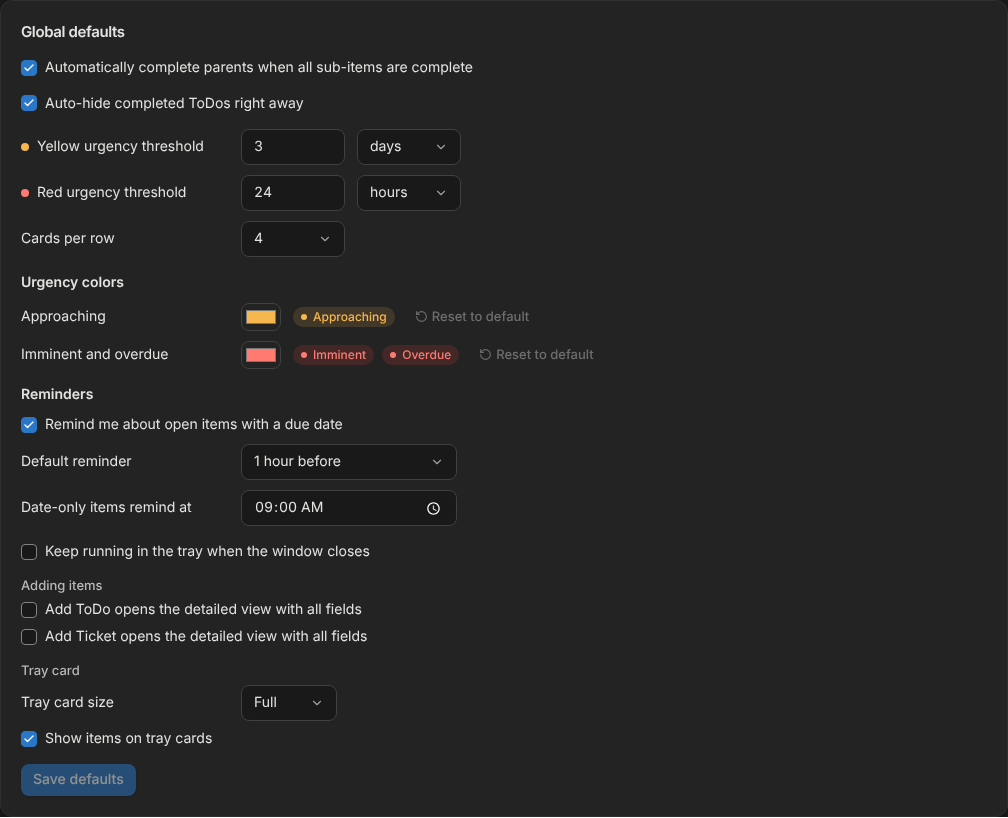 Global defaults
Automatically complete parents when all sub-items are complete
Auto-hide completed ToDos right away
Yellow urgency threshold 3 days
Red urgency threshold 24 hours
Cards per row 4
Urgency colors
Approaching Approaching Reset to default
Imminent and overdue Imminent Overdue Reset to default
Reminders
Remind me about open items with a due date
Default reminder 1 hour before
Date-only items remind at 09:00 AM
Keep running in the tray when the window closes
Adding items
Add ToDo opens the detailed view with all fields
Add Ticket opens the detailed view with all fields
Tray card
Tray card size Full
Show items on tray cards
Save defaults